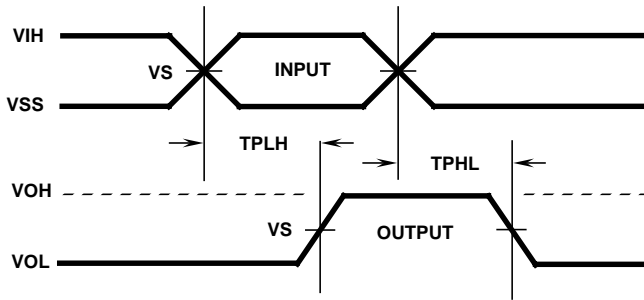 VIH
VS INPUT
VSS
TPLH
TPHL
VOH
VS OUTPUT
VOL